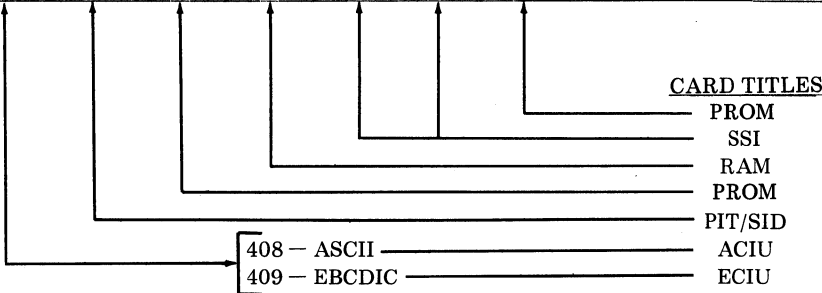 CARD TITLES
PROM
SSI
RAM
PROM
PIT/SID
408 — ASCII ACIU
409 — EBCDIC ECIU